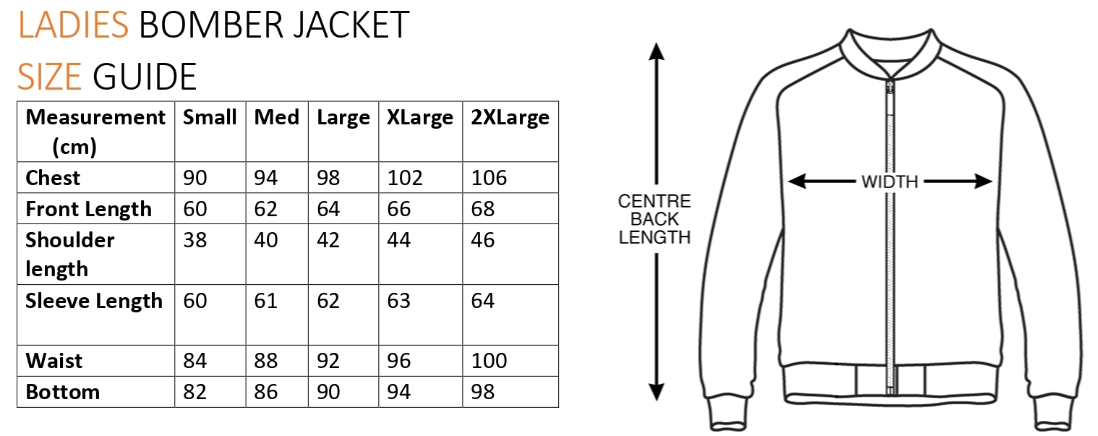 LADIES BOMBER JACKET
SIZE GUIDE
Measurement (cm) Small Med Large XLarge 2XLarge
Chest 90 94 98 102 106
Front Length 60 62 64 66 68
Shoulder length 38 40 42 44 46
Sleeve Length 60 61 62 63 64
Waist 84 88 92 96 100
Bottom 82 86 90 94 98
CENTRE
BACK
LENGTH
WIDTH